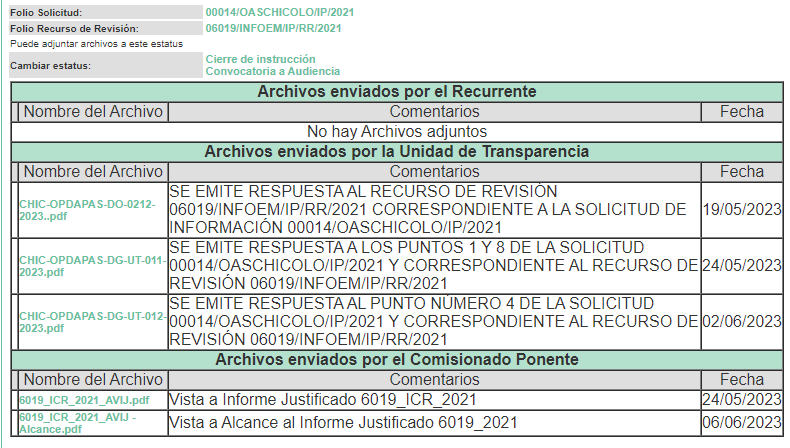 Folio Solicitud: 00014/OASCHICOLO/IP/2021
Folio Recurso de Revisión: 06019/INFOEM/IP/RR/2021
Puede adjuntar archivos a este estatus
Cambiar estatus: Cierre de instrucción
Convocatoria a Audiencia
Archivos enviados por el Recurrente
Nombre del Archivo Comentarios Fecha
No hay Archivos adjuntos
Archivos enviados por la Unidad de Transparencia
Nombre del Archivo Comentarios Fecha
CHIC-OPDAPAS-DO-0212-
2023..pdf
SE EMITE RESPUESTA AL RECURSO DE REVISIÓN
06019/INFOEM/IP/RR/2021 CORRESPONDIENTE A LA SOLICITUD DE
INFORMACIÓN 00014/OASCHICOLO/IP/2021
19/05/2023
CHIC-OPDAPAS-DG-UT-011-
2023.pdf
SE EMITE RESPUESTA A LOS PUNTOS 1 Y 8 DE LA SOLICITUD
00014/OASCHICOLO/IP/2021 Y CORRESPONDIENTE AL RECURSO DE
REVISIÓN 06019/INFOEM/IP/RR/2021
24/05/2023
CHIC-OPDAPAS-DG-UT-012-
2023.pdf
SE EMITE RESPUESTA AL PUNTO NÚMERO 4 DE LA SOLICITUD
00014/OASCHICOLO/IP/2021 Y CORRESPONDIENTE AL RECURSO DE
REVISIÓN 06019/INFOEM/IP/RR/2021
02/06/2023
Archivos enviados por el Comisionado Ponente
Nombre del Archivo Comentarios Fecha
6019_ICR_2021_AVIJ.pdf Vista a Informe Justificado 6019_ICR_2021 24/05/2023
6019_ICR_2021_AVIJ -
Alcance.pdf
Vista a Alcance al Informe Justificado 6019_2021
06/06/2023